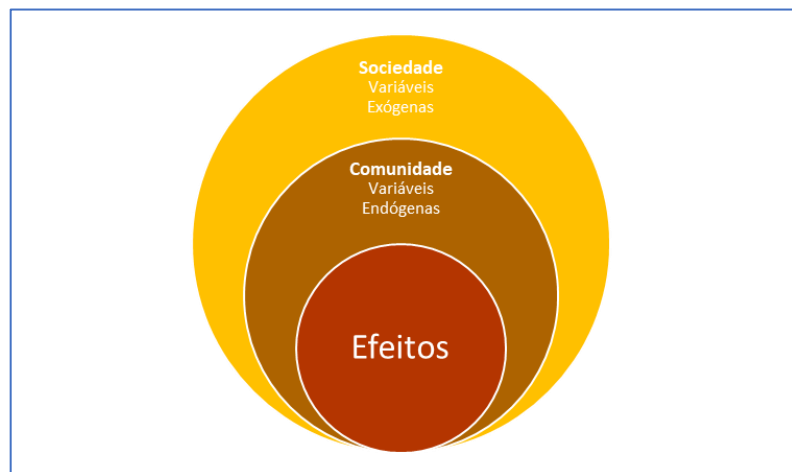 Sociedade
Variáveis
Exógenas
Comunidade
Variáveis
Endógenas
Efeitos